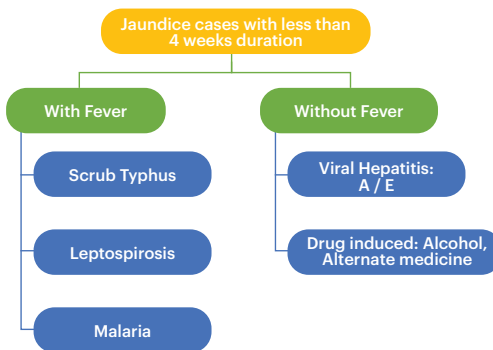 Jaundice cases with less than
4 weeks duration
With Fever
Without Fever
Scrub Typhus
Viral Hepatitis:
A / E
Leptospirosis
Drug induced: Alcohol,
Alternate medicine
Malaria